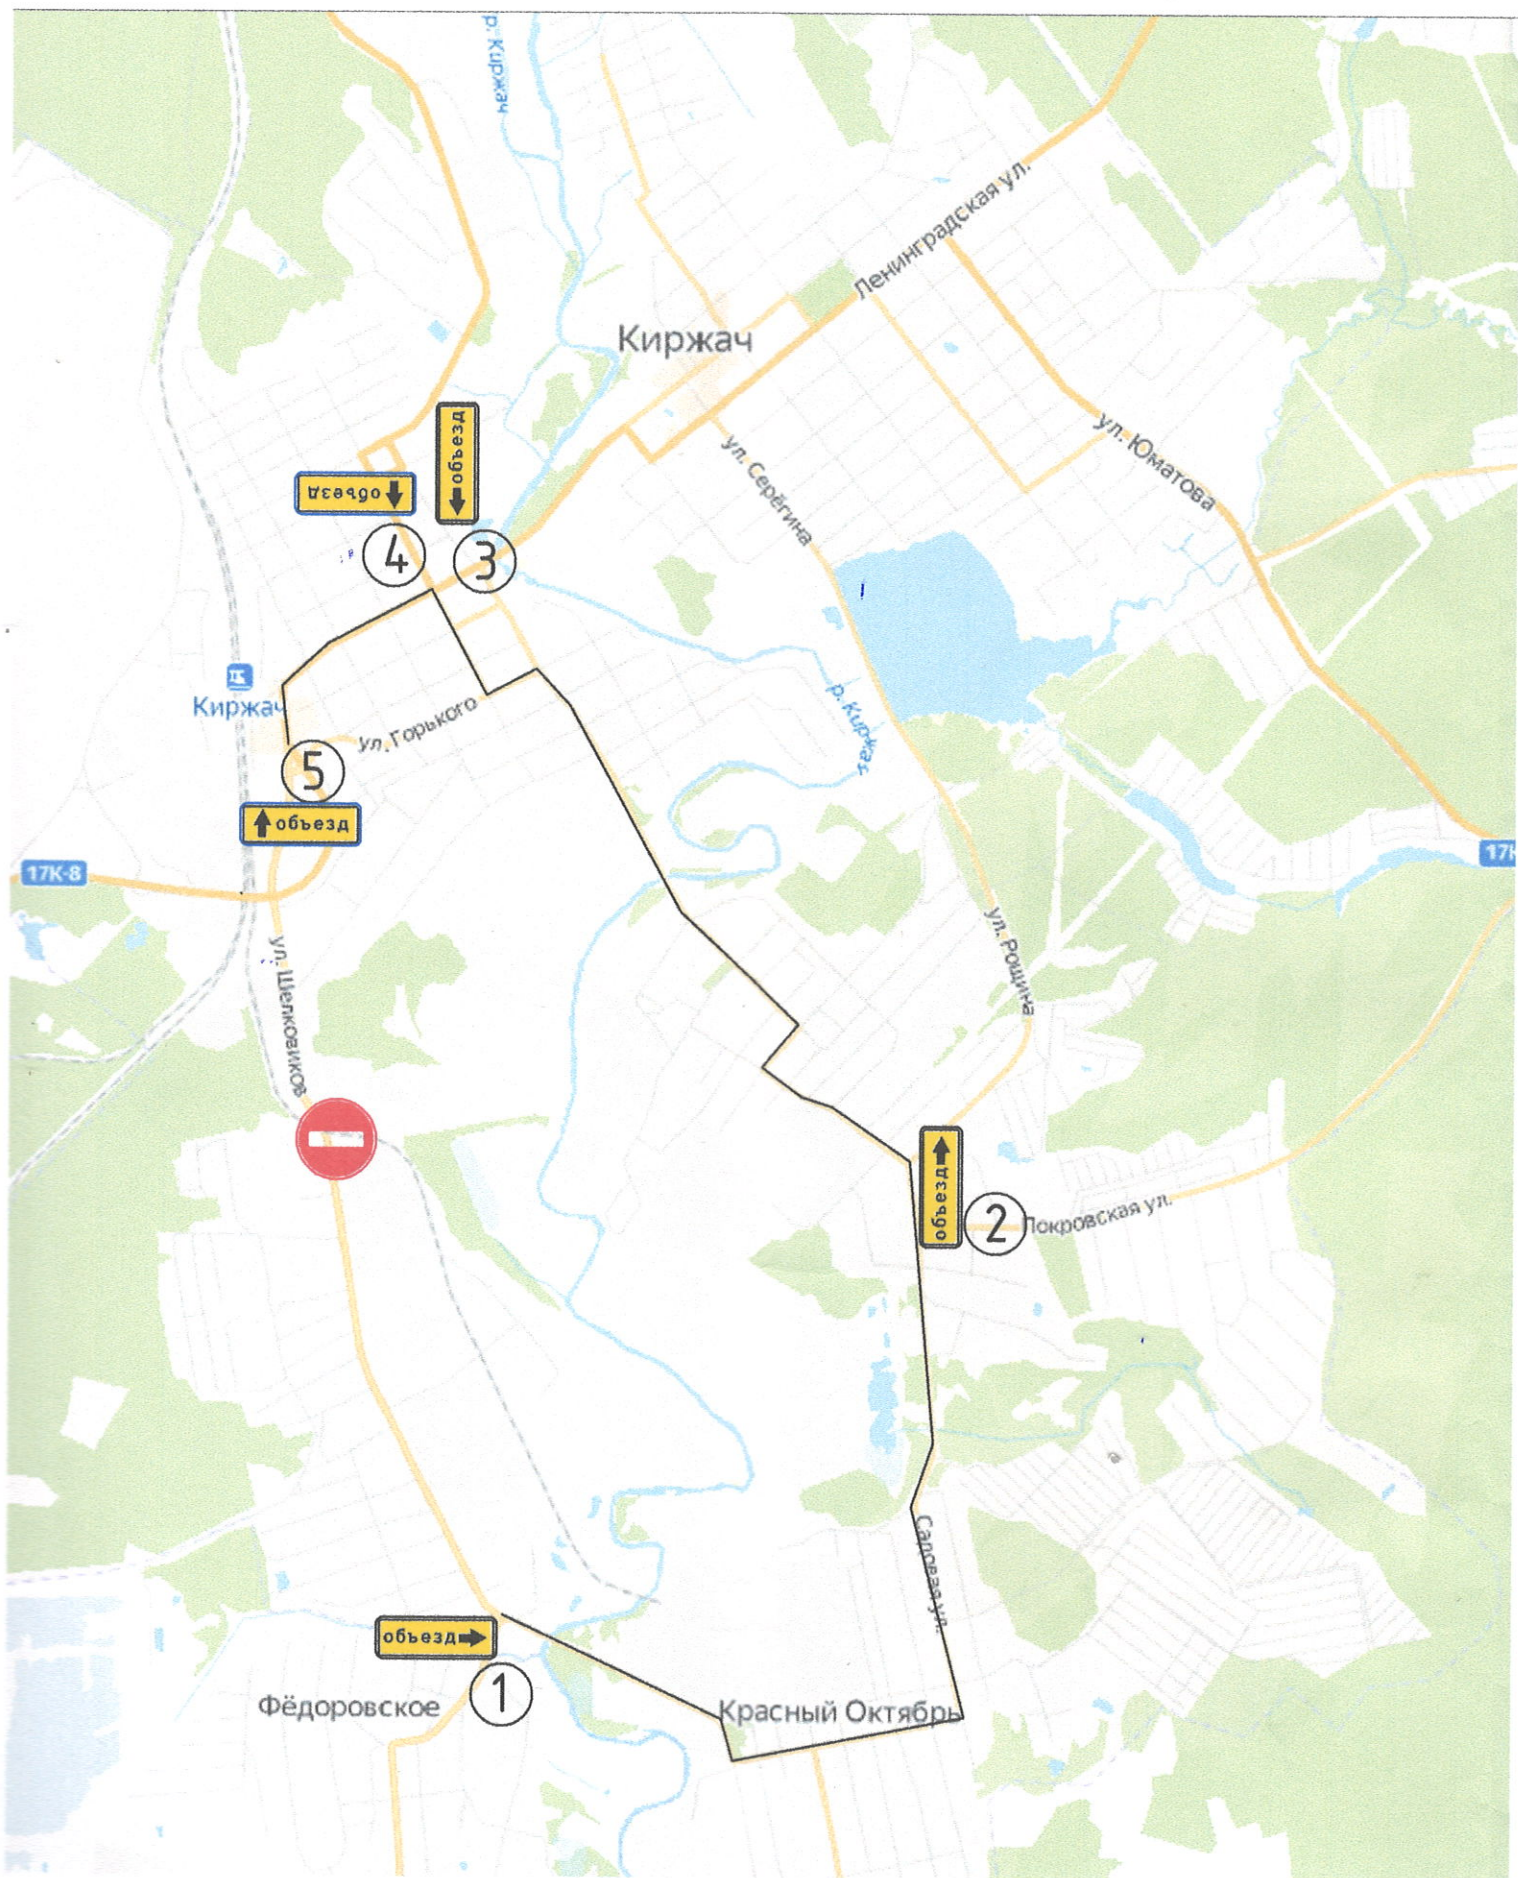 р. Киржач
Ленинградская ул.
Киржач
объезд
объезд
4
3
ул. Серёгина
ул. Юматова
Киржач
ул. Горького
р. Киржач
5
объезд
17К-8
17К
ул. Шелковиков
ул. Рощина
объезд
2
Покровская ул.
Садовая ул.
объезд
1
Фёдоровское
Красный Октябрь